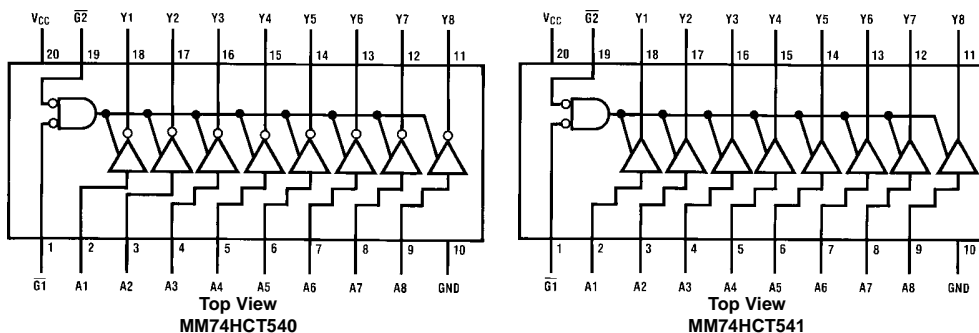 V_CC G2 Y1 Y2 Y3 Y4 Y5 Y6 Y7 Y8
20 19 18 17 16 15 14 13 12 11
1 2 3 4 5 6 7 8 9 10
G1 A1 A2 A3 A4 A5 A6 A7 A8 GND
Top View
MM74HCT540
V_CC G2 Y1 Y2 Y3 Y4 Y5 Y6 Y7 Y8
20 19 18 17 16 15 14 13 12 11
1 2 3 4 5 6 7 8 9 10
G1 A1 A2 A3 A4 A5 A6 A7 A8 GND
Top View
MM74HCT541